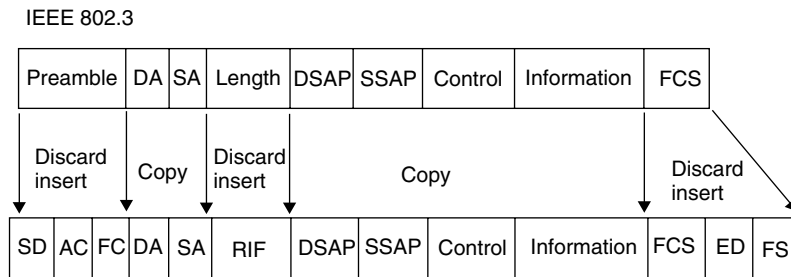 IEEE 802.3
Preamble DA SA Length DSAP SSAP Control Information FCS
Discard insert Copy Discard insert Copy Discard insert
SD AC FC DA SA RIF DSAP SSAP Control Information FCS ED FS